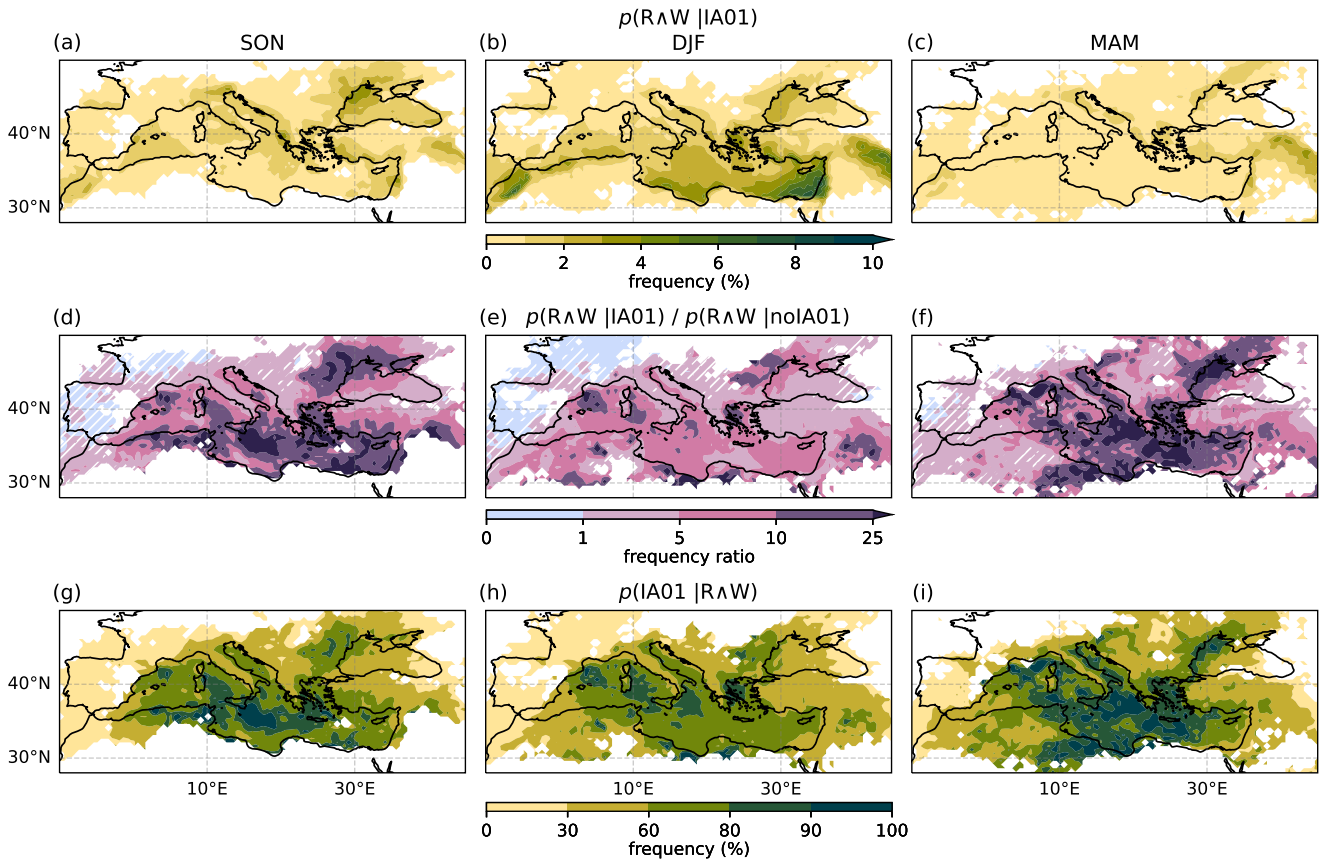 p(R∧W |IA01)
(a) SON (b) DJF (c) MAM
40°N
30°N
0 2 4 6 8 10
frequency (%)
(d) (e) p(R∧W |IA01) / p(R∧W |noIA01) (f)
40°N
30°N
0 1 5 10 25
frequency ratio
(g) (h) p(IA01 |R∧W) (i)
40°N
30°N
10°E 30°E 10°E 30°E 10°E 30°E
0 30 60 80 90 100
frequency (%)